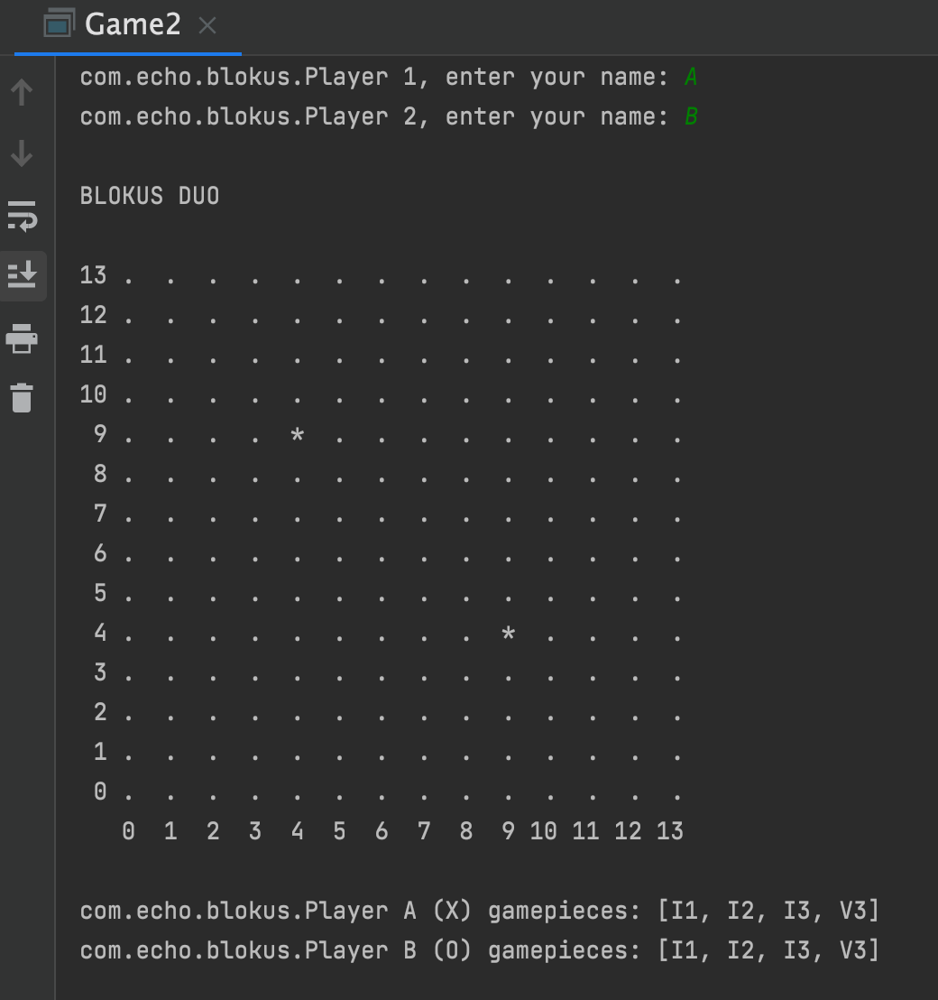 Game2
com.echo.blokus.Player 1, enter your name: A
com.echo.blokus.Player 2, enter your name: B
BLOKUS DUO
13 . . . . . . . . . . . . . .
12 . . . . . . . . . . . . . .
11 . . . . . . . . . . . . . .
10 . . . . . . . . . . . . . .
9 . . . . * . . . . . . . . .
8 . . . . . . . . . . . . . .
7 . . . . . . . . . . . . . .
6 . . . . . . . . . . . . . .
5 . . . . . . . . . . . . . .
4 . . . . . . . . . * . . . .
3 . . . . . . . . . . . . . .
2 . . . . . . . . . . . . . .
1 . . . . . . . . . . . . . .
0 . . . . . . . . . . . . . .
0 1 2 3 4 5 6 7 8 9 10 11 12 13
com.echo.blokus.Player A (X) gamepieces: [I1, I2, I3, V3]
com.echo.blokus.Player B (O) gamepieces: [I1, I2, I3, V3]